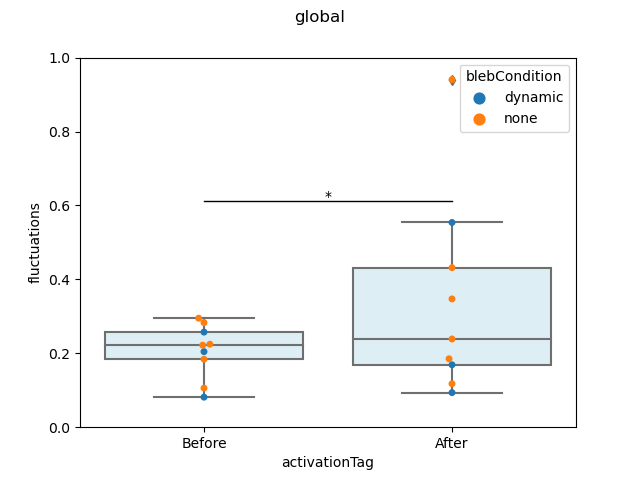 global
1.0
0.8
0.6
0.4
0.2
0.0
fluctuations
blebCondition
dynamic
none
*
Before
After
activationTag